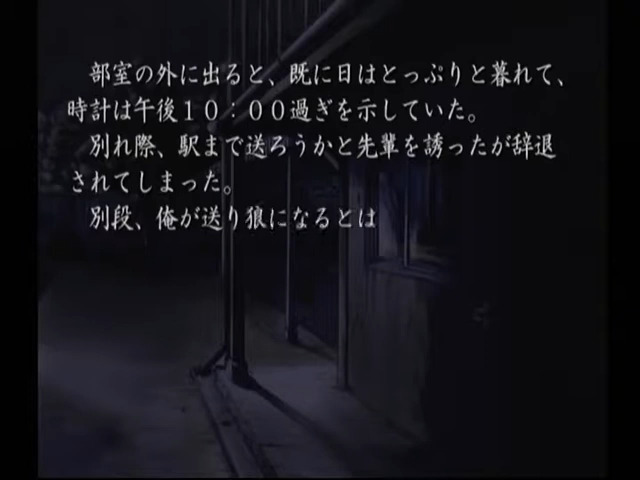 部室の外に出ると、既に日はとっぷりと暮れて、
時計は午後１０：００過ぎを示していた。
　別れ際、駅まで送ろうかと先輩を誘ったが辞退
されてしまった。
　別段、俺が送り狼になるとは